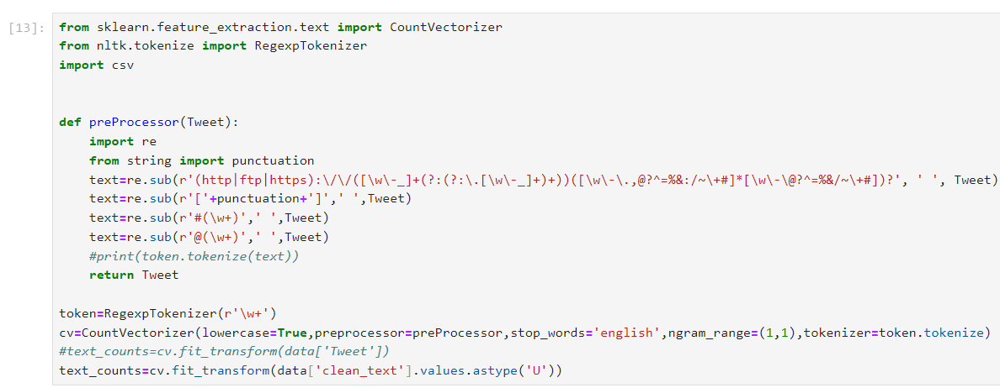 [13]: from sklearn.feature_extraction.text import CountVectorizer
from nltk.tokenize import RegexpTokenizer
import csv
def preProcessor(Tweet):
    import re
    from string import punctuation
    text=re.sub(r'(http|ftp|https):\/\/([\w\-_]+(?:(?:\.[\w\-_]+)+))([\w\-\.,@?^=%&:/~\+#]*[\w\-\@?^=%&/~\+#])?', ' ', Tweet)
    text=re.sub(r'['+punctuation+']',' ',Tweet)
    text=re.sub(r'#(\w+)',' ',Tweet)
    text=re.sub(r'@(\w+)',' ',Tweet)
    #print(token.tokenize(text))
    return Tweet
token=RegexpTokenizer(r'\w+')
cv=CountVectorizer(lowercase=True,preprocessor=preProcessor,stop_words='english',ngram_range=(1,1),tokenizer=token.tokenize)
#text_counts=cv.fit_transform(data['Tweet'])
text_counts=cv.fit_transform(data['clean_text'].values.astype('U'))